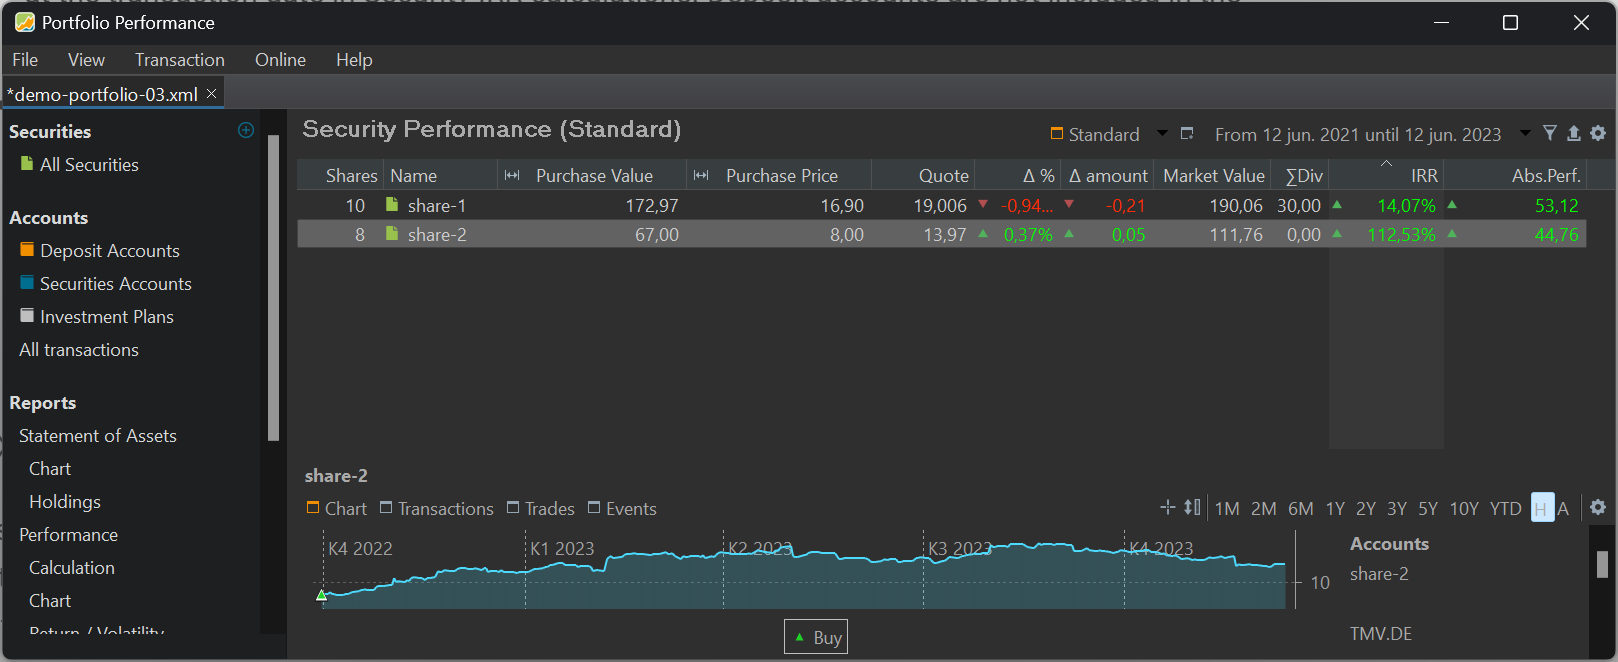 Portfolio Performance
File View Transaction Online Help
*demo-portfolio-03.xml
Securities
All Securities
Accounts
Deposit Accounts
Securities Accounts
Investment Plans
All transactions
Reports
Statement of Assets
Chart
Holdings
Performance
Calculation
Chart
Return / Volatility
Security Performance (Standard)
Standard From 12 jun. 2021 until 12 jun. 2023
Shares Name Purchase Value Purchase Price Quote Δ % Δ amount Market Value ∑Div IRR Abs.Perf.
10 share-1 172,97 16,90 19,006 -0,94... -0,21 190,06 30,00 14,07% 53,12
8 share-2 67,00 8,00 13,97 0,37% 0,05 111,76 0,00 112,53% 44,76
share-2
Chart Transactions Trades Events 1M 2M 6M 1Y 2Y 3Y 5Y 10Y YTD H A
K4 2022 K1 2023 K2 2023 K3 2023 K4 2023
10
Buy
Accounts
share-2
TMV.DE